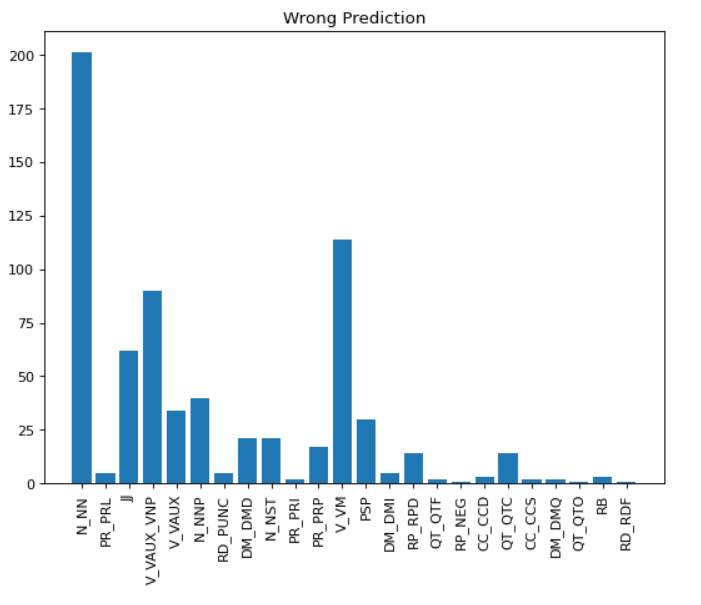 Wrong Prediction
200
175
150
125
100
75
50
25
0
N_NN
PR_PRL
JJ
V_VAUX_VNP
V_VAUX
N_NNP
RD_PUNC
DM_DMD
N_NST
PR_PRI
PR_PRP
V_VM
PSP
DM_DMI
RP_RPD
QT_QTF
RP_NEG
CC_CCD
QT_QTC
CC_CCS
DM_DMQ
QT_QTO
RB
RD_RDF